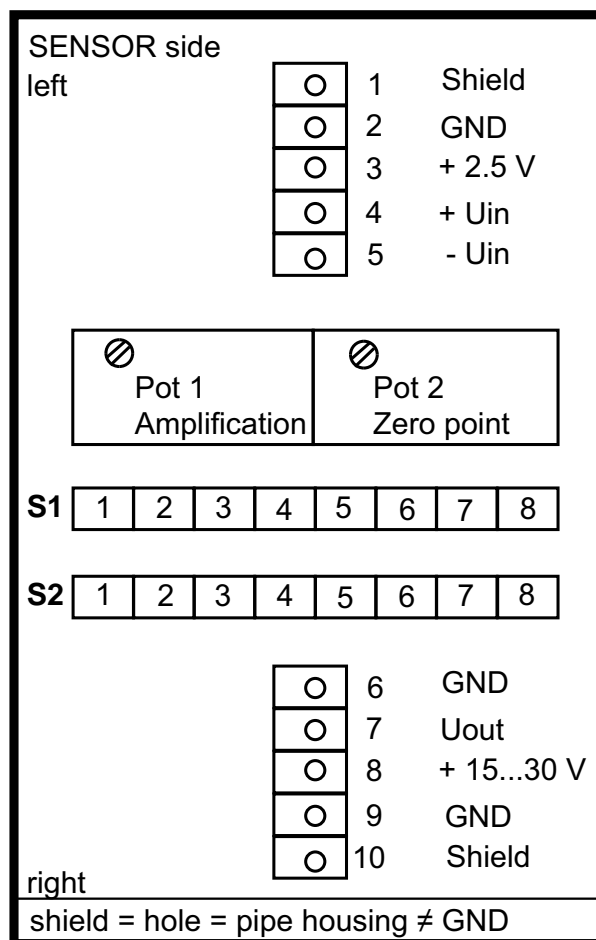 SENSOR side
left
1 Shield
2 GND
3 + 2.5 V
4 + Uin
5 - Uin
Pot 1 Pot 2
Amplification Zero point
S1 1 2 3 4 5 6 7 8
S2 1 2 3 4 5 6 7 8
6 GND
7 Uout
8 + 15...30 V
9 GND
10 Shield
right
shield = hole = pipe housing ≠ GND